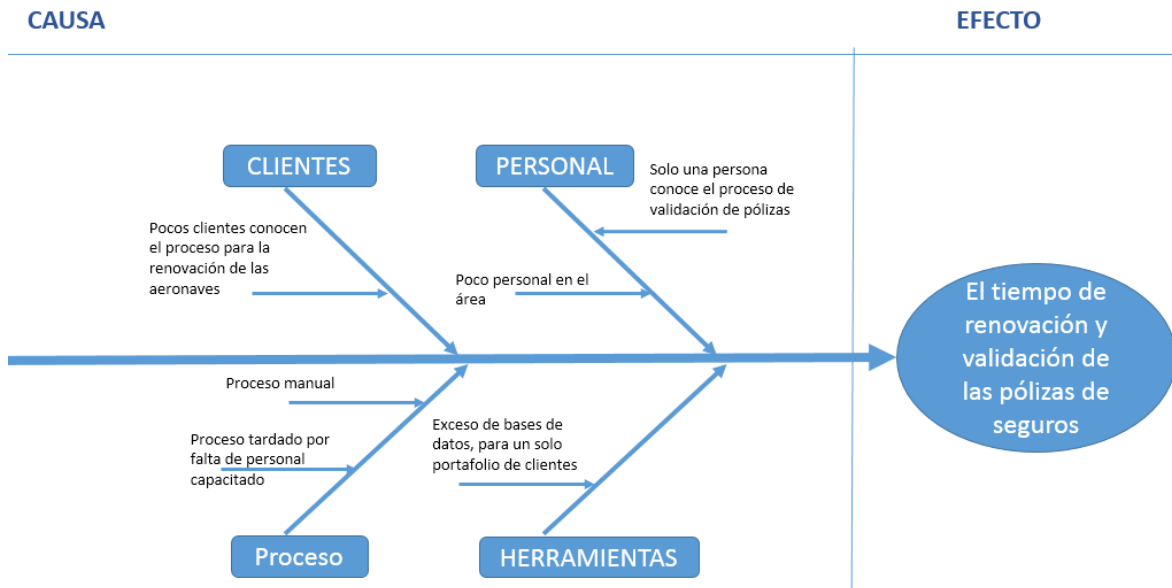 CAUSA
EFECTO
CLIENTES
PERSONAL
Solo una persona
conoce el proceso de
validación de pólizas
Pocos clientes conocen
el proceso para la
renovación de las
aeronaves
Poco personal en el
área
El tiempo de
renovación y
validación de
las pólizas de
seguros
Proceso manual
Proceso tardado por
falta de personal
capacitado
Exceso de bases de
datos, para un solo
portafolio de clientes
Proceso
HERRAMIENTAS